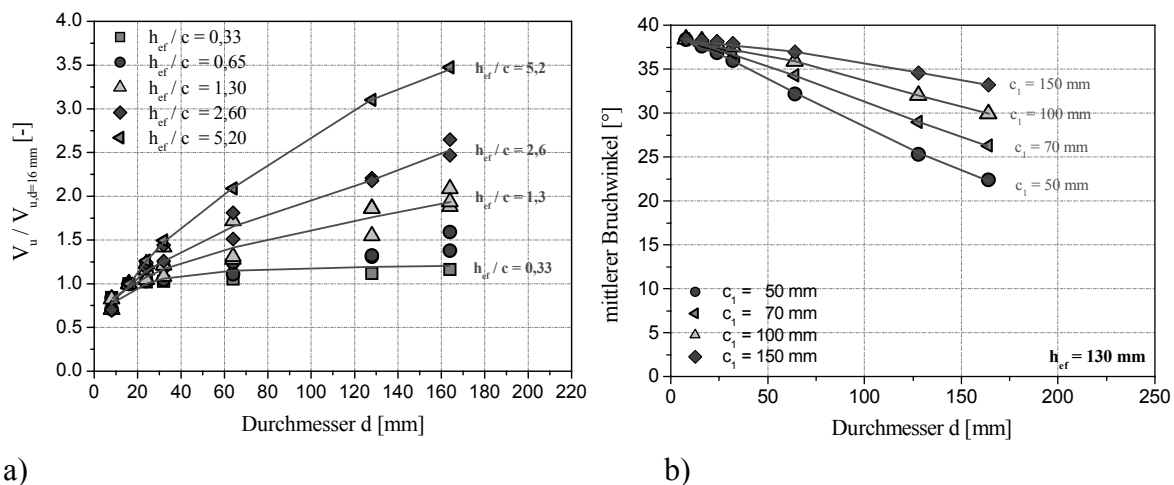 V_u / V_{u,d=16 mm} [-]
4.0
3.5
3.0
2.5
2.0
1.5
1.0
0.5
0.0
h_ef / c = 0,33
h_ef / c = 0,65
h_ef / c = 1,30
h_ef / c = 2,60
h_ef / c = 5,20
h_ef / c = 5,2
h_ef / c = 2,6
h_ef / c = 1,3
h_ef / c = 0,33
0 20 40 60 80 100 120 140 160 180 200 220
Durchmesser d [mm]
a)
mittlerer Bruchwinkel [°]
40
35
30
25
20
15
10
5
0
c_1 = 150 mm
c_1 = 100 mm
c_1 = 70 mm
c_1 = 50 mm
c_1 = 50 mm
c_1 = 70 mm
c_1 = 100 mm
c_1 = 150 mm
h_ef = 130 mm
0 50 100 150 200 250
Durchmesser d [mm]
b)